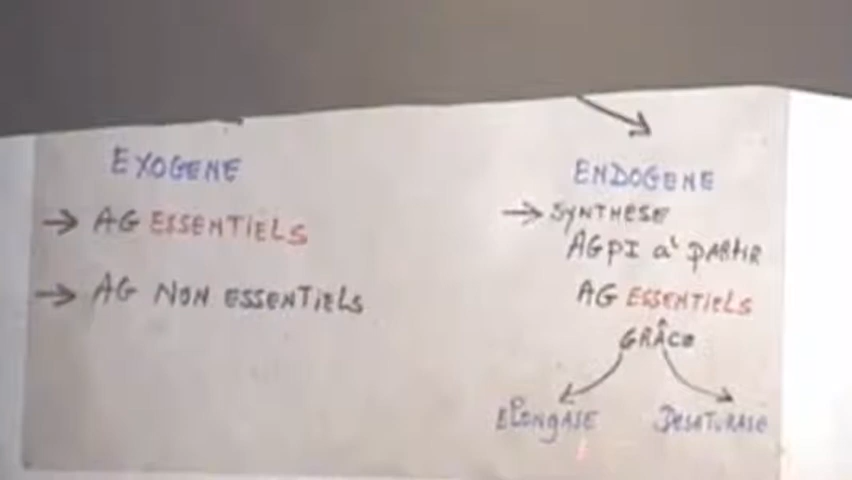 EXOGENE
→ AG ESSENTIELS
→ AG NON ESSENTIELS
ENDOGENE
→ SYNTHESE
AGPI à PARTIR
AG ESSENTIELS
GRÂCE
ELONGASE
DESATURASE